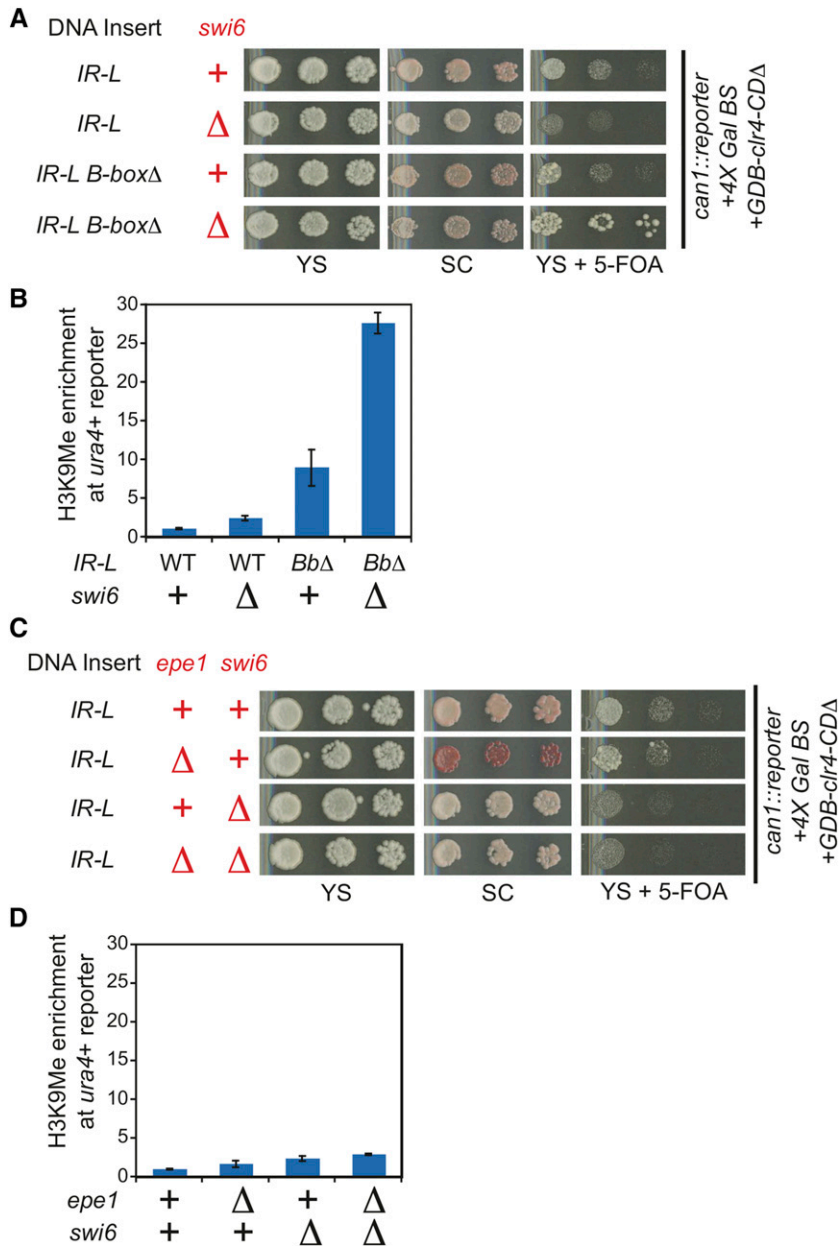 A
DNA Insert swi6
IR-L +
IR-L Δ
IR-L B-boxΔ +
IR-L B-boxΔ Δ
YS SC YS + 5-FOA
can1::reporter
+4X Gal BS
+GDB-clr4-CDΔ
B
H3K9Me enrichment
at ura4+ reporter
30
25
20
15
10
5
0
IR-L WT WT BbΔ BbΔ
swi6 + Δ + Δ
C
DNA Insert epe1 swi6
IR-L + +
IR-L Δ +
IR-L + Δ
IR-L Δ Δ
YS SC YS + 5-FOA
can1::reporter
+4X Gal BS
+GDB-clr4-CDΔ
D
H3K9Me enrichment
at ura4+ reporter
30
25
20
15
10
5
0
epe1 + Δ + Δ
swi6 + + Δ Δ